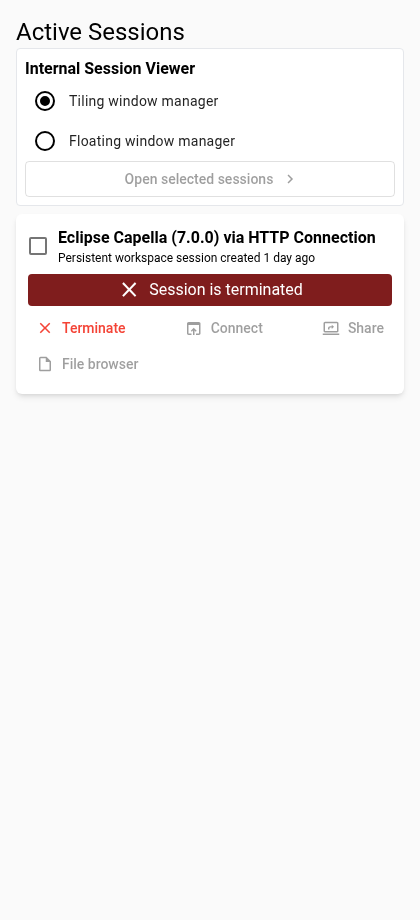 Active Sessions
Internal Session Viewer
Tiling window manager
Floating window manager
Open selected sessions
Eclipse Capella (7.0.0) via HTTP Connection
Persistent workspace session created 1 day ago
Session is terminated
Terminate Connect Share
File browser